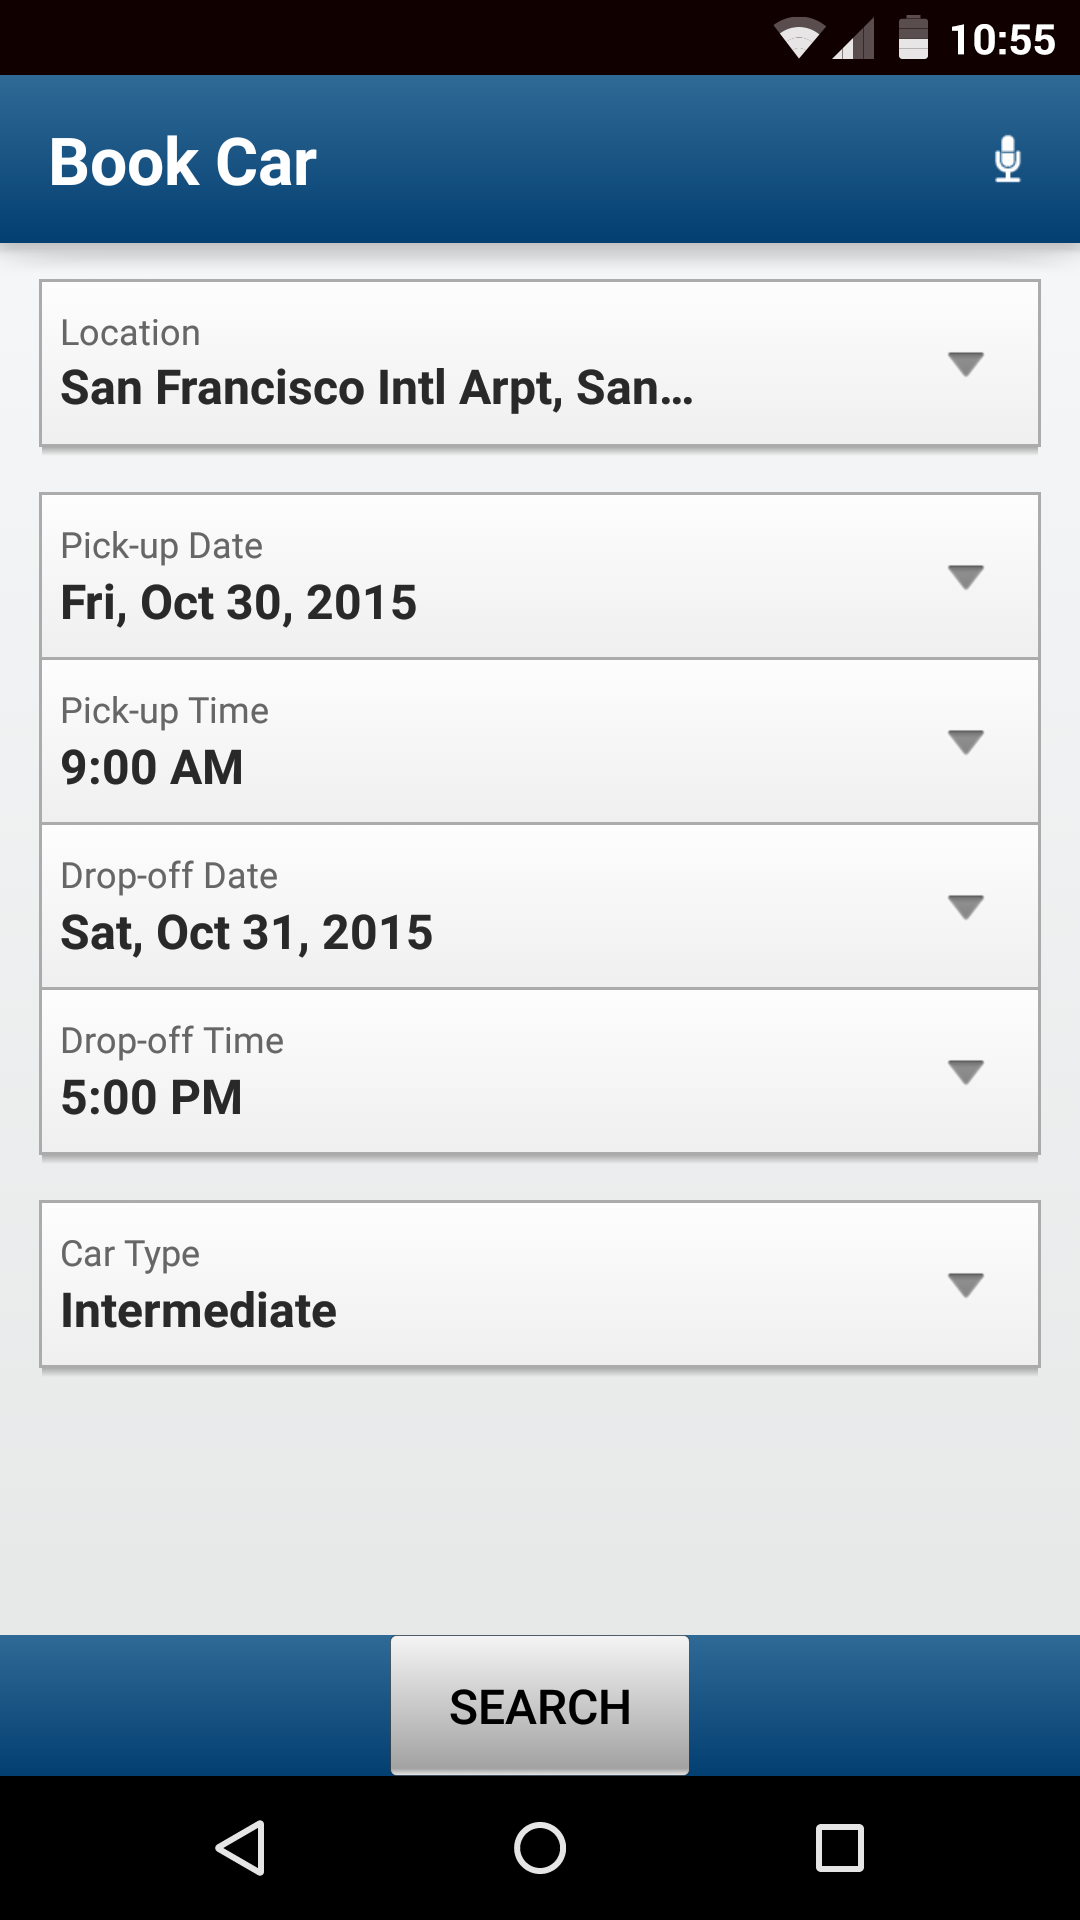 10:55
Book Car
Location
San Francisco Intl Arpt, San...
Pick-up Date
Fri, Oct 30, 2015
Pick-up Time
9:00 AM
Drop-off Date
Sat, Oct 31, 2015
Drop-off Time
5:00 PM
Car Type
Intermediate
SEARCH